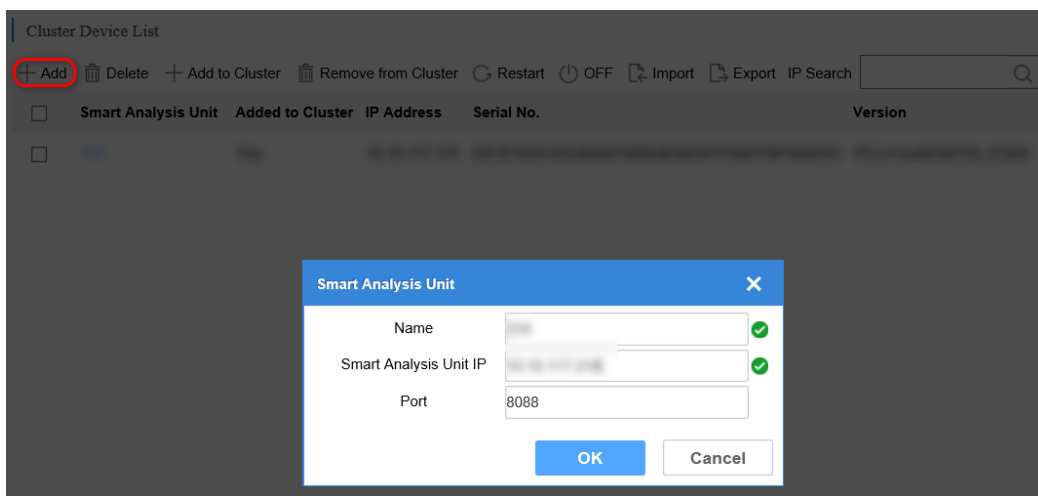 Cluster Device List
Add Delete Add to Cluster Remove from Cluster Restart OFF Import Export IP Search
Smart Analysis Unit Added to Cluster IP Address Serial No. Version
Smart Analysis Unit
Name
Smart Analysis Unit IP
Port 8088
OK Cancel